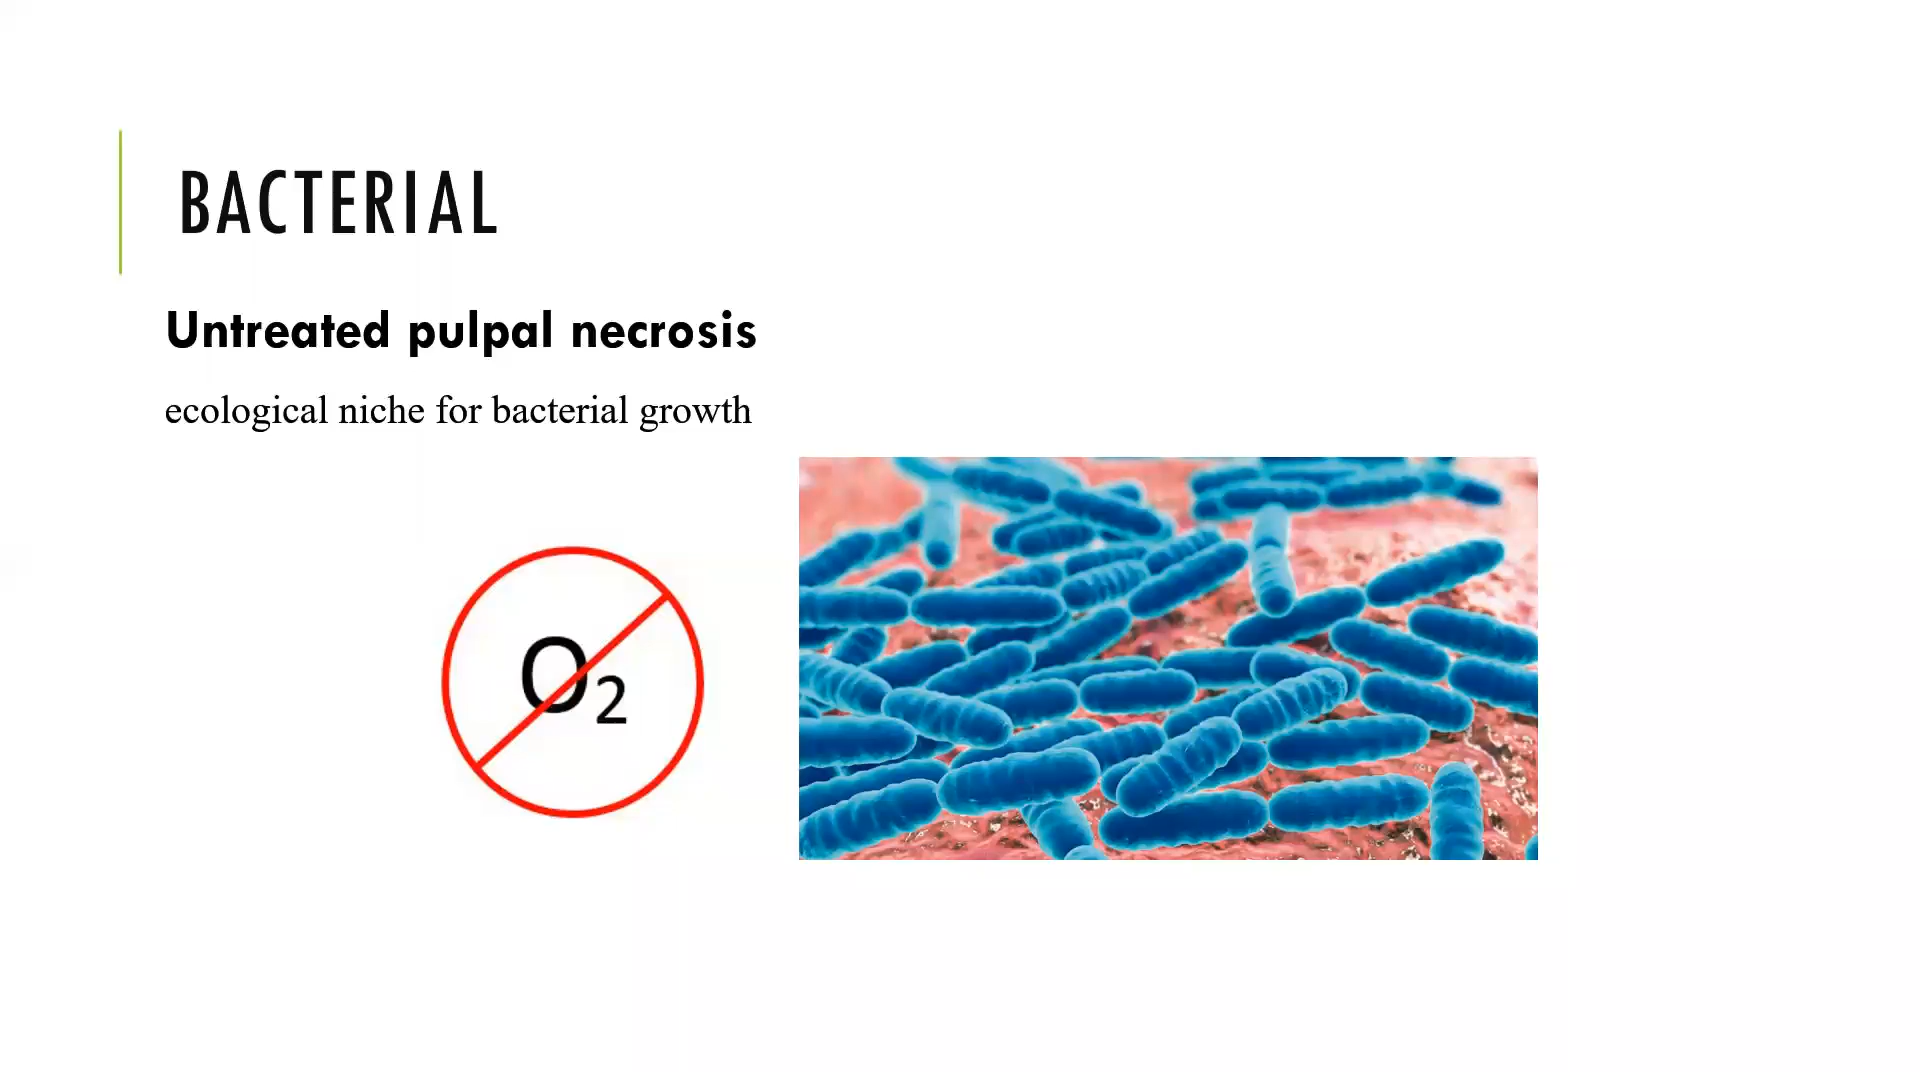 BACTERIAL
Untreated pulpal necrosis
ecological niche for bacterial growth
O2